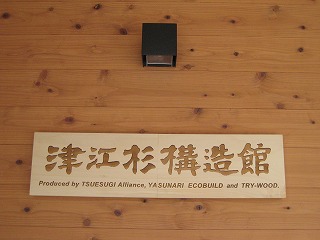 津江杉構造館
Produced by TSUESUGI Alliance, YASUNARI ECOBUILD and TRY-WOOD.